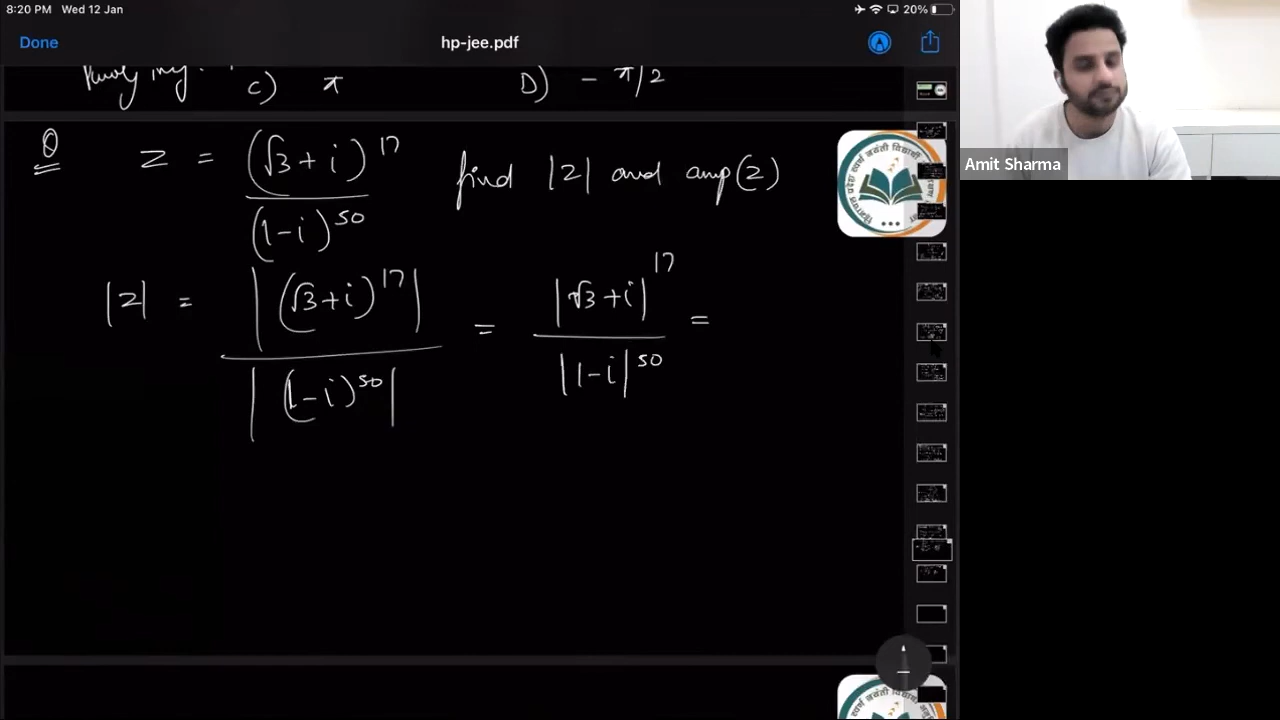 8:20 PM Wed 12 Jan
20%
Done
hp-jee.pdf
C) π D) - π/2
Q z = (√3 + i)^17 / (1-i)^50 find |z| and amp(z)
|z| = |(√3+i)^17| / |(1-i)^50| = |√3+i|^17 / |1-i|^50 =
Amit Sharma